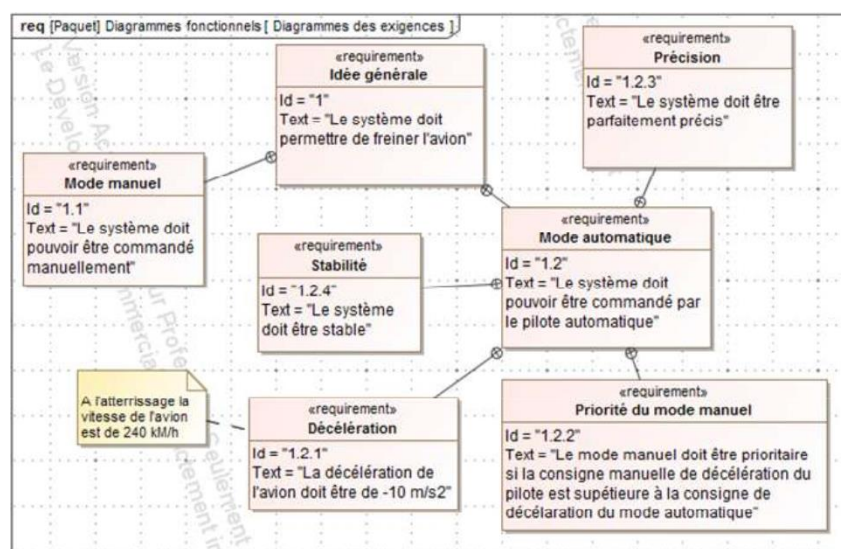 req [Paquet] Diagrammes fonctionnels [ Diagrammes des exigences ]
«requirement»
Idée générale
Id = "1"
Text = "Le système doit
permettre de freiner l'avion"
«requirement»
Précision
Id = "1.2.3"
Text = "Le système doit être
parfaitement précis"
«requirement»
Mode manuel
Id = "1.1"
Text = "Le système doit
pouvoir être commandé
manuellement"
«requirement»
Mode automatique
Id = "1.2"
Text = "Le système doit
pouvoir être commandé par
le pilote automatique"
«requirement»
Stabilité
Id = "1.2.4"
Text = "Le système
doit être stable"
A l'atterrissage la
vitesse de l'avion
est de 240 kM/h
«requirement»
Décélération
Id = "1.2.1"
Text = "La décélération de
l'avion doit être de -10 m/s2"
«requirement»
Priorité du mode manuel
Id = "1.2.2"
Text = "Le mode manuel doit être prioritaire
si la consigne manuelle de décélération du
pilote est supétieure à la consigne de
décélaration du mode automatique"